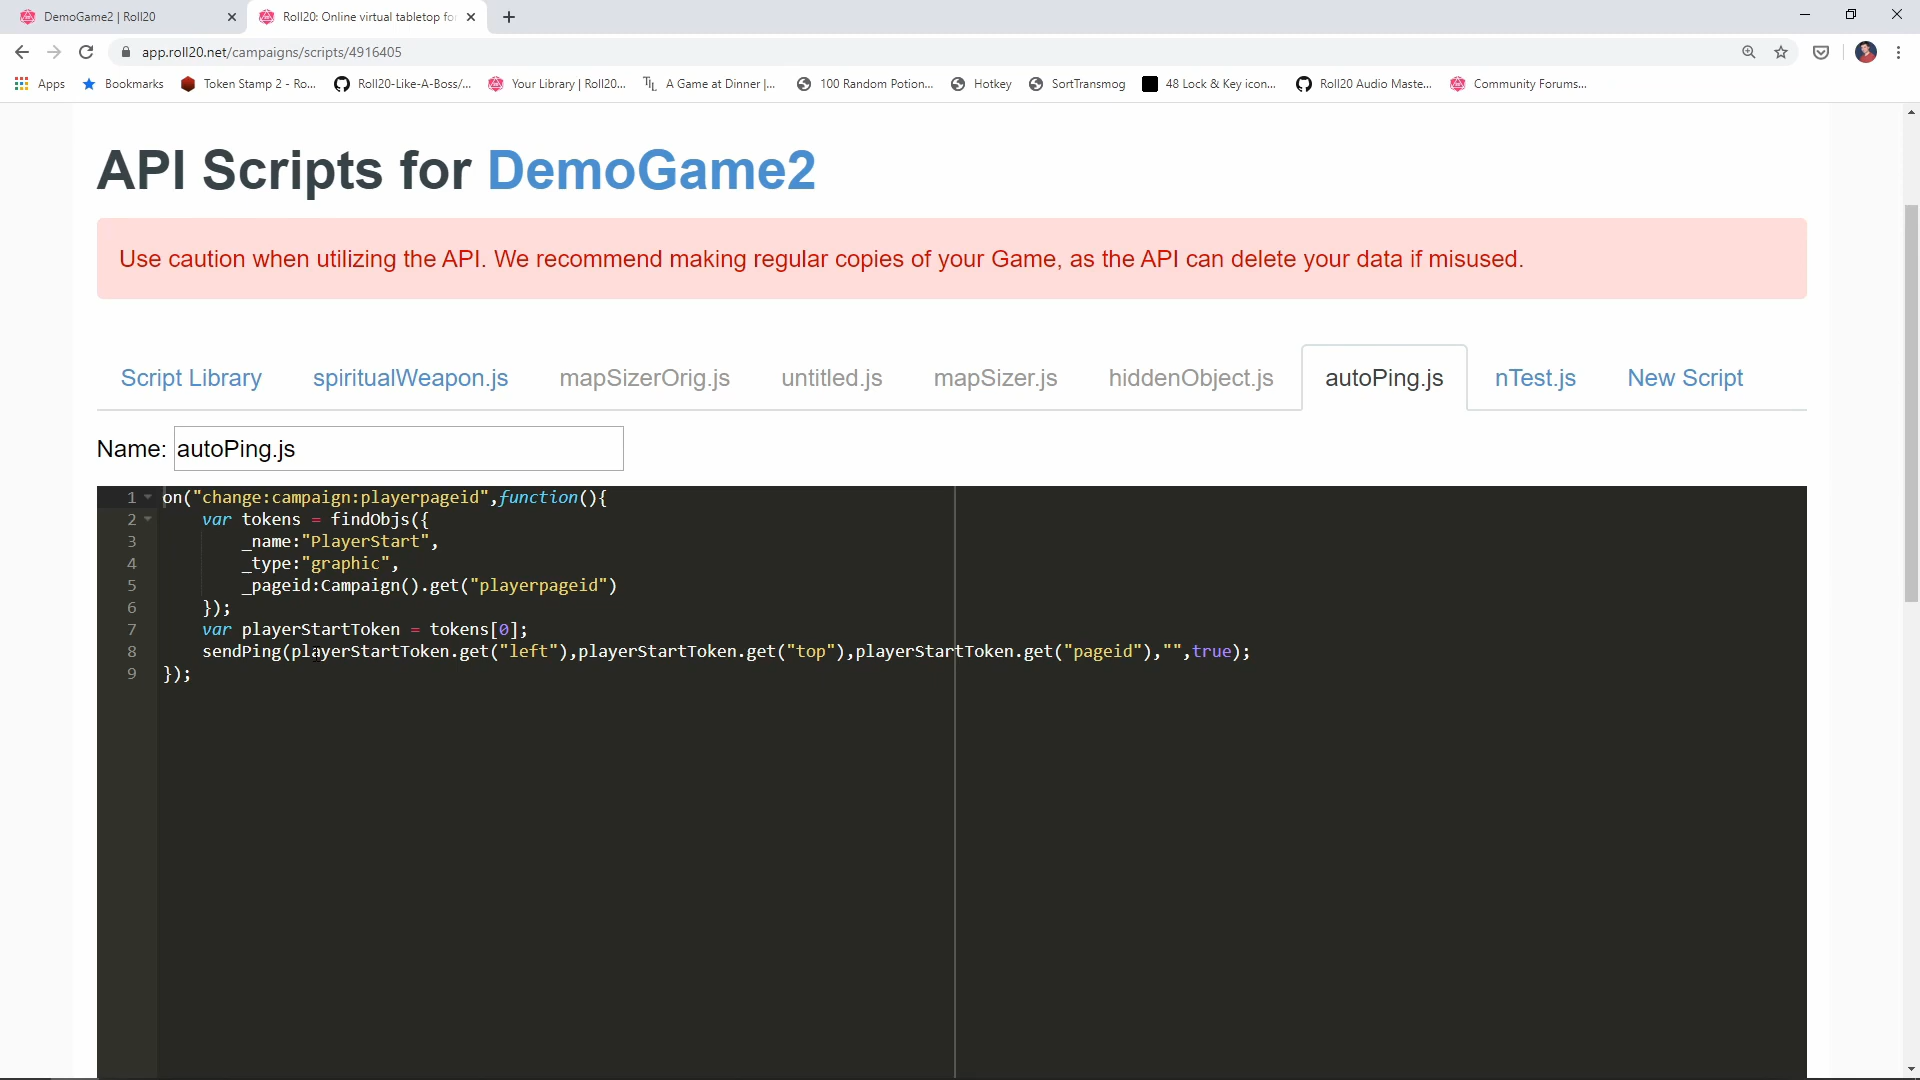 DemoGame2 | Roll20
Roll20: Online virtual tabletop fo
app.roll20.net/campaigns/scripts/4916405
Apps
Bookmarks
Token Stamp 2 - Ro...
Roll20-Like-A-Boss/...
Your Library | Roll20...
A Game at Dinner |...
100 Random Potion...
Hotkey
SortTransmog
48 Lock & Key icon...
Roll20 Audio Maste...
Community Forums...
API Scripts for DemoGame2
Use caution when utilizing the API. We recommend making regular copies of your Game, as the API can delete your data if misused.
Script Library
spiritualWeapon.js
mapSizerOrig.js
untitled.js
mapSizer.js
hiddenObject.js
autoPing.js
nTest.js
New Script
Name: autoPing.js
1 on("change:campaign:playerpageid",function(){
2 var tokens = findObjs({
3 _name:"PlayerStart",
4 _type:"graphic",
5 _pageid:Campaign().get("playerpageid")
6 });
7 var playerStartToken = tokens[0];
8 sendPing(playerStartToken.get("left"),playerStartToken.get("top"),playerStartToken.get("pageid"),"",true);
9 });